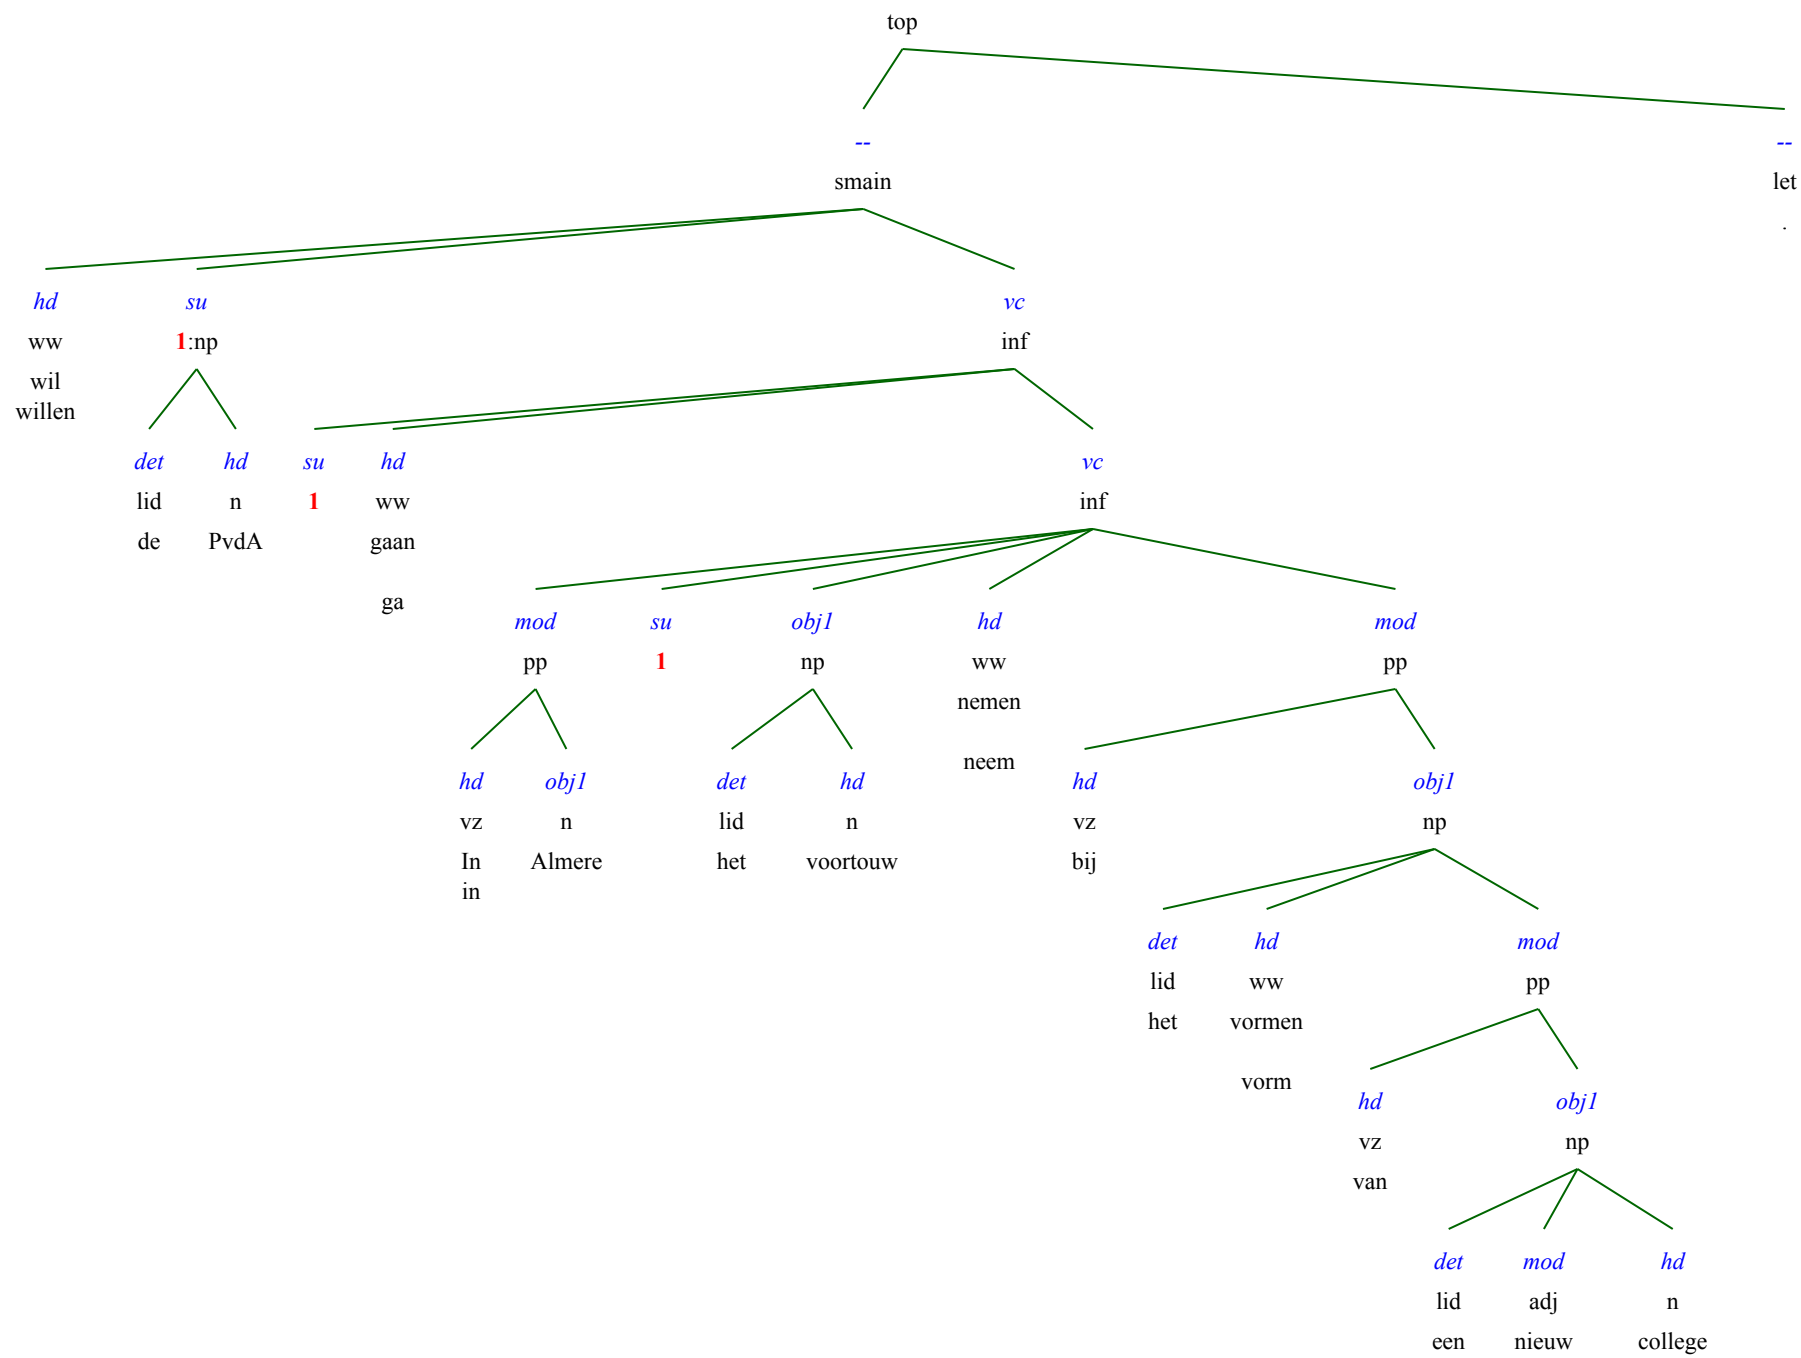 top
-- --
smain let
.
hd su vc
ww 1:np inf
wil
willen
det hd su hd vc
lid n 1 ww inf
de PvdA gaan
ga
mod su obj1 hd mod
pp 1 np ww pp
nemen
neem
hd obj1 det hd hd obj1
vz n lid n vz np
In Almere het voortouw bij
in
det hd mod
lid ww pp
het vormen
vorm
hd obj1
vz np
van
det mod hd
lid adj n
een nieuw college